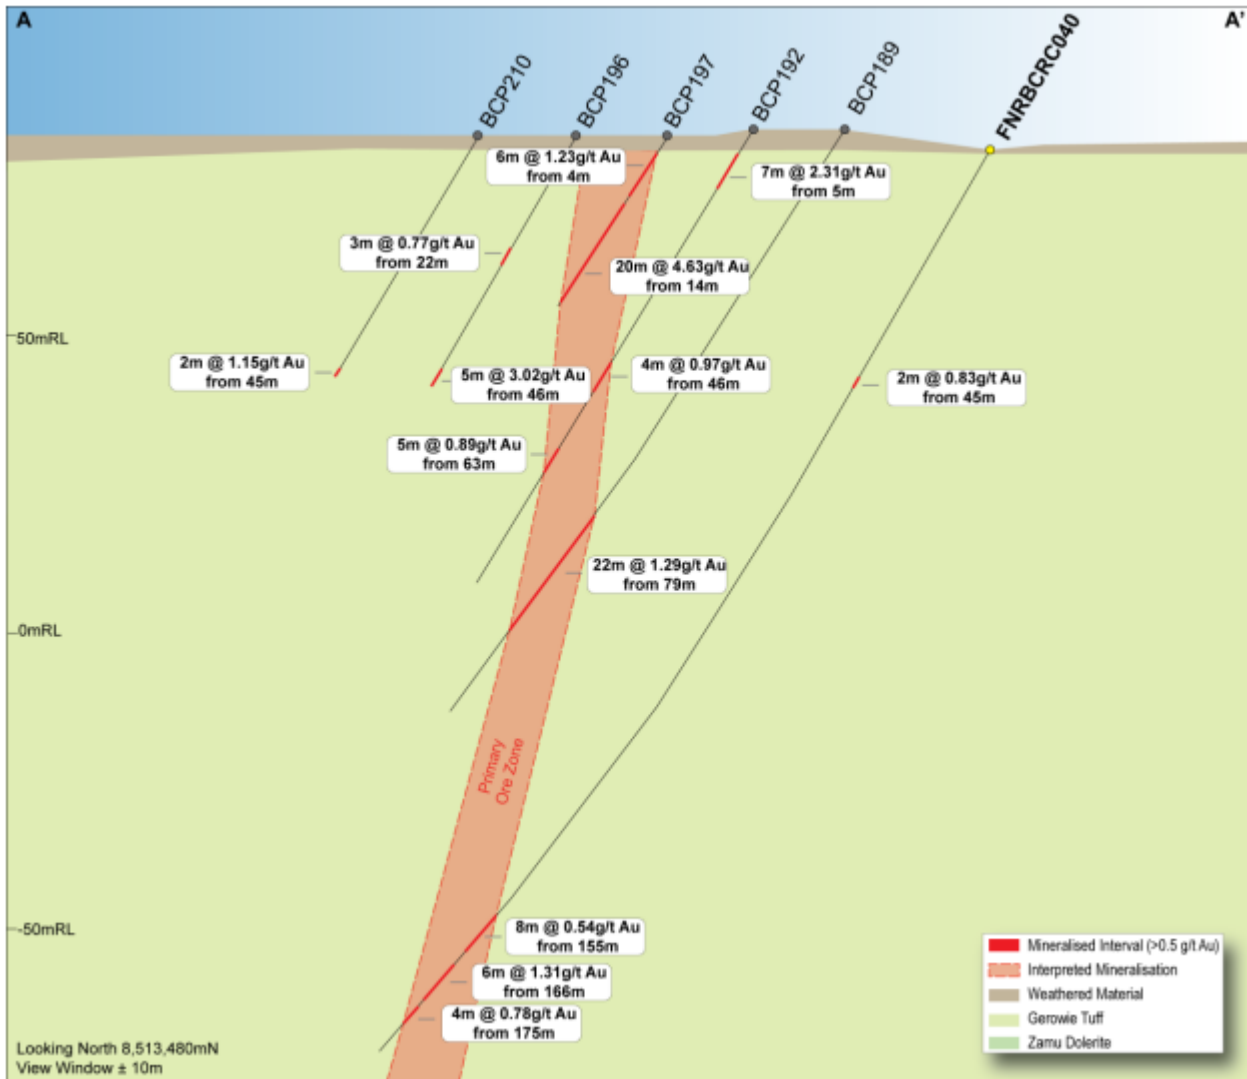 A
A'
BCP210
BCP196
BCP197
BCP192
BCP189
FNRBCRC040
6m @ 1.23g/t Au
from 4m
7m @ 2.31g/t Au
from 5m
3m @ 0.77g/t Au
from 22m
20m @ 4.63g/t Au
from 14m
50mRL
2m @ 1.15g/t Au
from 45m
5m @ 3.02g/t Au
from 46m
4m @ 0.97g/t Au
from 46m
2m @ 0.83g/t Au
from 45m
5m @ 0.89g/t Au
from 63m
22m @ 1.29g/t Au
from 79m
0mRL
Primary
Ore Zone
-50mRL
8m @ 0.54g/t Au
from 155m
6m @ 1.31g/t Au
from 166m
4m @ 0.78g/t Au
from 175m
Mineralised Interval (>0.5 g/t Au)
Interpreted Mineralisation
Weathered Material
Gerowie Tuff
Zamu Dolerite
Looking North 8,513,480mN
View Window ± 10m